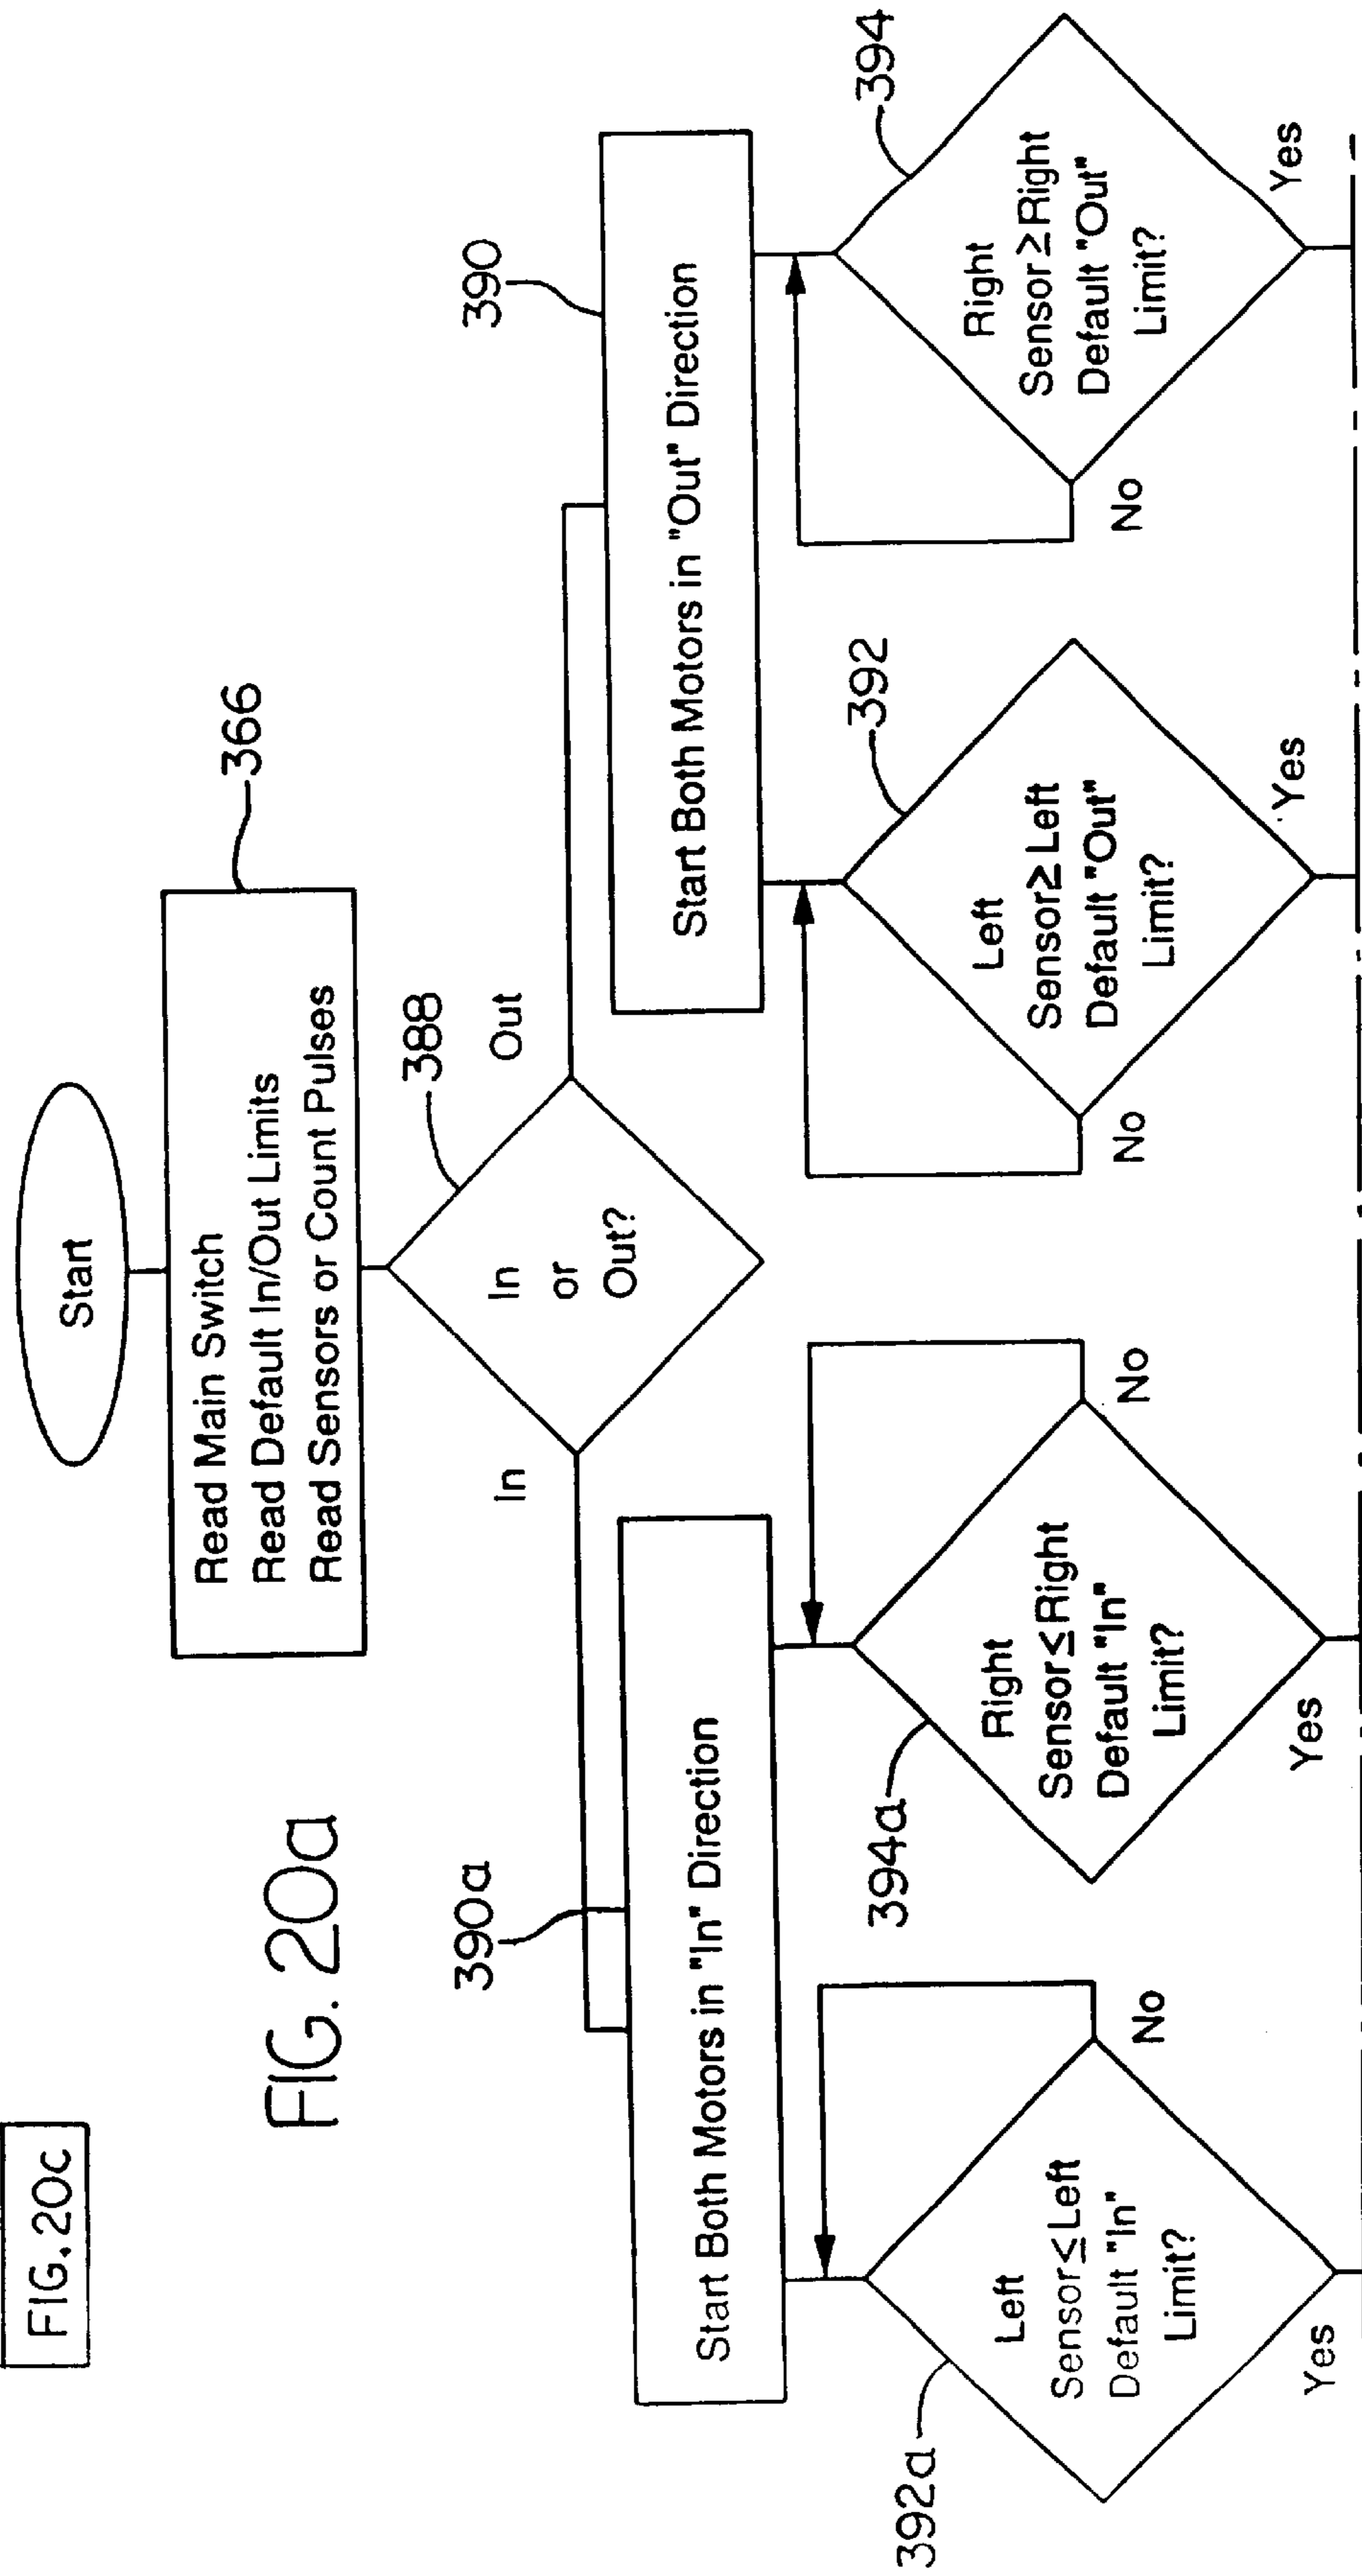 FIG.20c
FIG. 20a
Start
366
Read Main Switch
Read Default In/Out Limits
Read Sensors or Count Pulses
388
In
or
Out?
In
Out
390a
Start Both Motors in "In" Direction
390
Start Both Motors in "Out" Direction
392a
Left
Sensor≤Left
Default "In"
Limit?
No
Yes
394a
Right
Sensor≤Right
Default "In"
Limit?
No
Yes
392
Left
Sensor≥Left
Default "Out"
Limit?
No
Yes
394
Right
Sensor≥Right
Default "Out"
Limit?
No
Yes